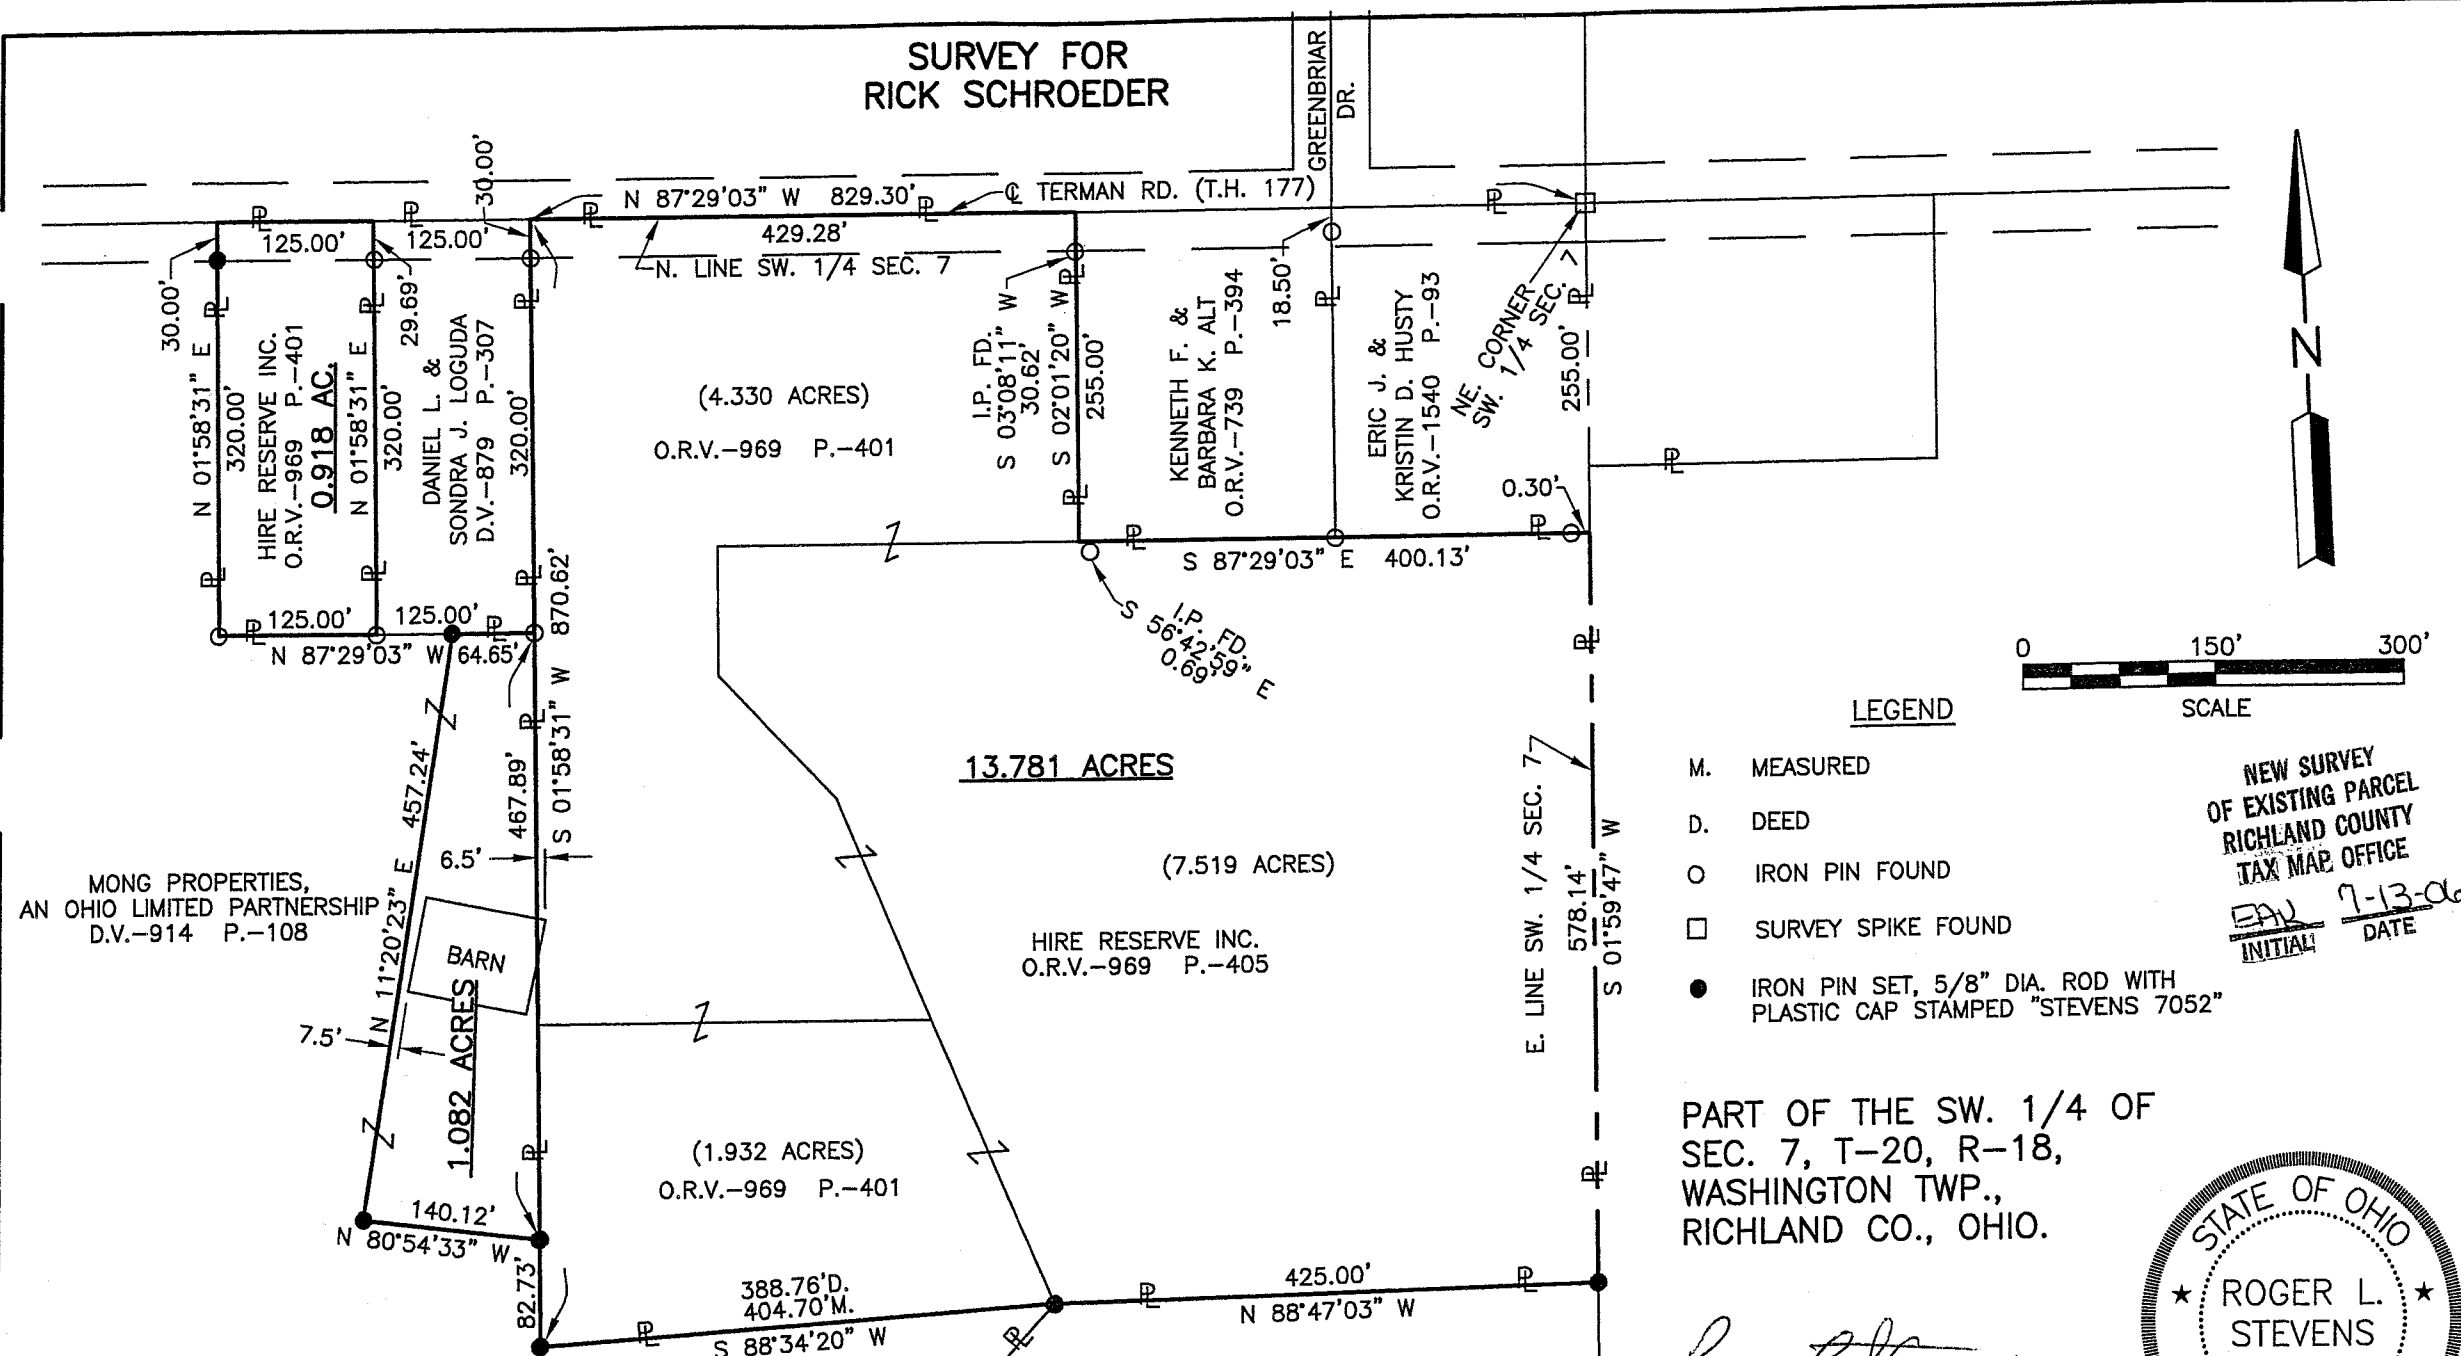 SURVEY FOR
RICK SCHROEDER
GREENBRIAR
DR.
N 87°29'03" W 829.30'
℄ TERMAN RD. (T.H. 177)
30.00'
125.00'
125.00'
429.28'
N. LINE SW. 1/4 SEC. 7
30.00'
N 01°58'31" E
320.00'
HIRE RESERVE INC.
O.R.V.-969 P.-401
0.918 AC.
N 01°58'31" E
320.00'
29.69'
DANIEL L. &
SONDRA J. LOGUDA
D.V.-879 P.-307
320.00'
(4.330 ACRES)
O.R.V.-969 P.-401
I.P. FD.
S 03°08'11" W
30.62'
S 02°01'20" W
255.00'
KENNETH F. &
BARBARA K. ALT
O.R.V.-739 P.-394
18.50'
ERIC J. &
KRISTIN D. HUSTY
O.R.V.-1540 P.-93
NE. CORNER
SW. 1/4 SEC. 7
255.00'
0.30'
N
S 87°29'03" E 400.13'
I.P. FD.
S 56°42'59" E
0.69'
125.00'
125.00'
N 87°29'03" W
64.65'
870.62'
S 01°58'31" W
467.89'
457.24'
N 11°20'23" E
6.5'
BARN
7.5'
1.082 ACRES
MONG PROPERTIES,
AN OHIO LIMITED PARTNERSHIP
D.V.-914 P.-108
13.781 ACRES
(7.519 ACRES)
HIRE RESERVE INC.
O.R.V.-969 P.-405
E. LINE SW. 1/4 SEC. 7
578.14'
S 01°59'47" W
0 150' 300'
SCALE
LEGEND
M. MEASURED
D. DEED
IRON PIN FOUND
SURVEY SPIKE FOUND
IRON PIN SET, 5/8" DIA. ROD WITH
PLASTIC CAP STAMPED "STEVENS 7052"
NEW SURVEY
OF EXISTING PARCEL
RICHLAND COUNTY
TAX MAP OFFICE
7-13-06
INITIAL DATE
(1.932 ACRES)
O.R.V.-969 P.-401
140.12'
N 80°54'33" W
82.73'
388.76'D.
404.70'M.
S 88°34'20" W
425.00'
N 88°47'03" W
PART OF THE SW. 1/4 OF
SEC. 7, T-20, R-18,
WASHINGTON TWP.,
RICHLAND CO., OHIO.
STATE OF OHIO
ROGER L.
STEVENS